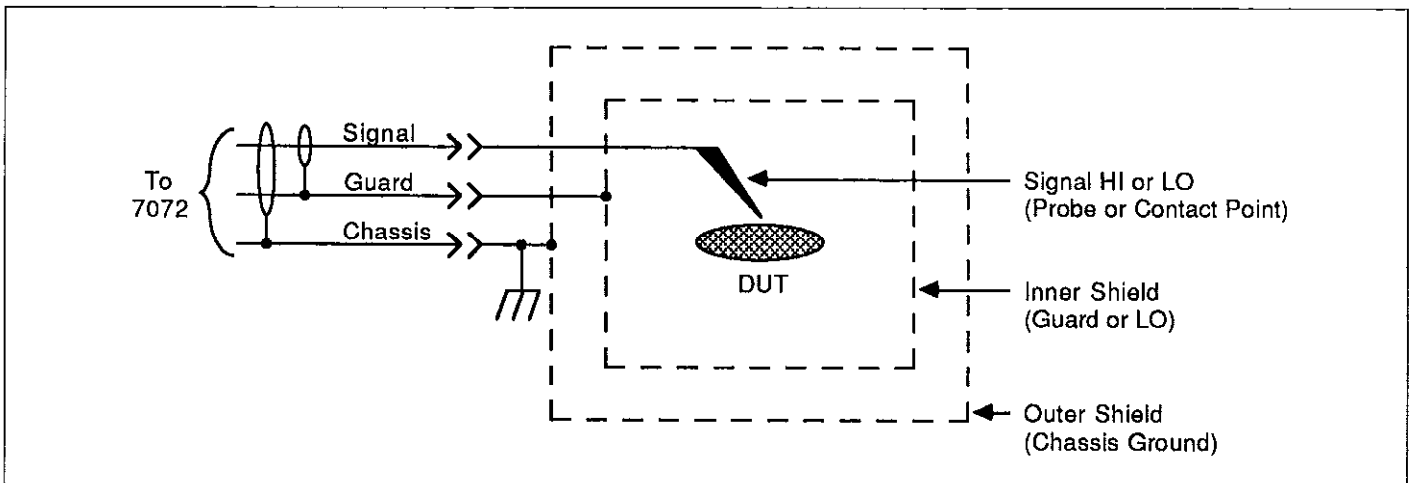 Signal
Guard
Chassis
To
7072
DUT
Signal HI or LO
(Probe or Contact Point)
Inner Shield
(Guard or LO)
Outer Shield
(Chassis Ground)